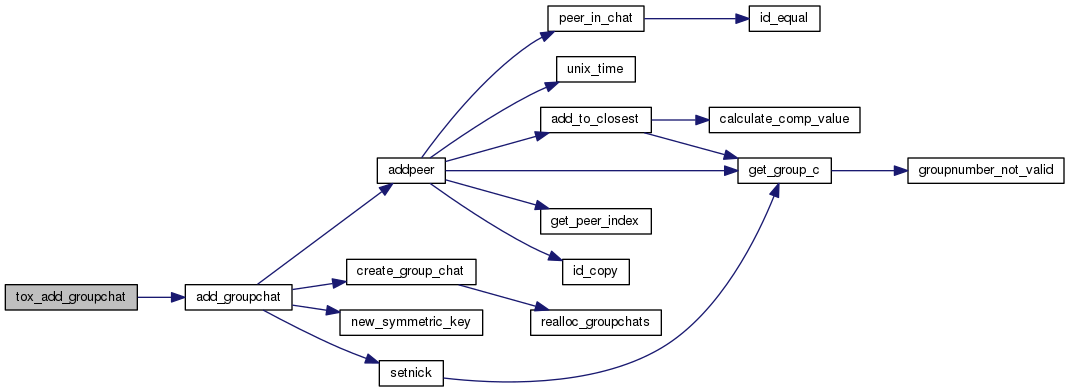 peer_in_chat
id_equal
unix_time
add_to_closest
calculate_comp_value
addpeer
get_group_c
groupnumber_not_valid
get_peer_index
create_group_chat
id_copy
tox_add_groupchat
add_groupchat
new_symmetric_key
realloc_groupchats
setnick